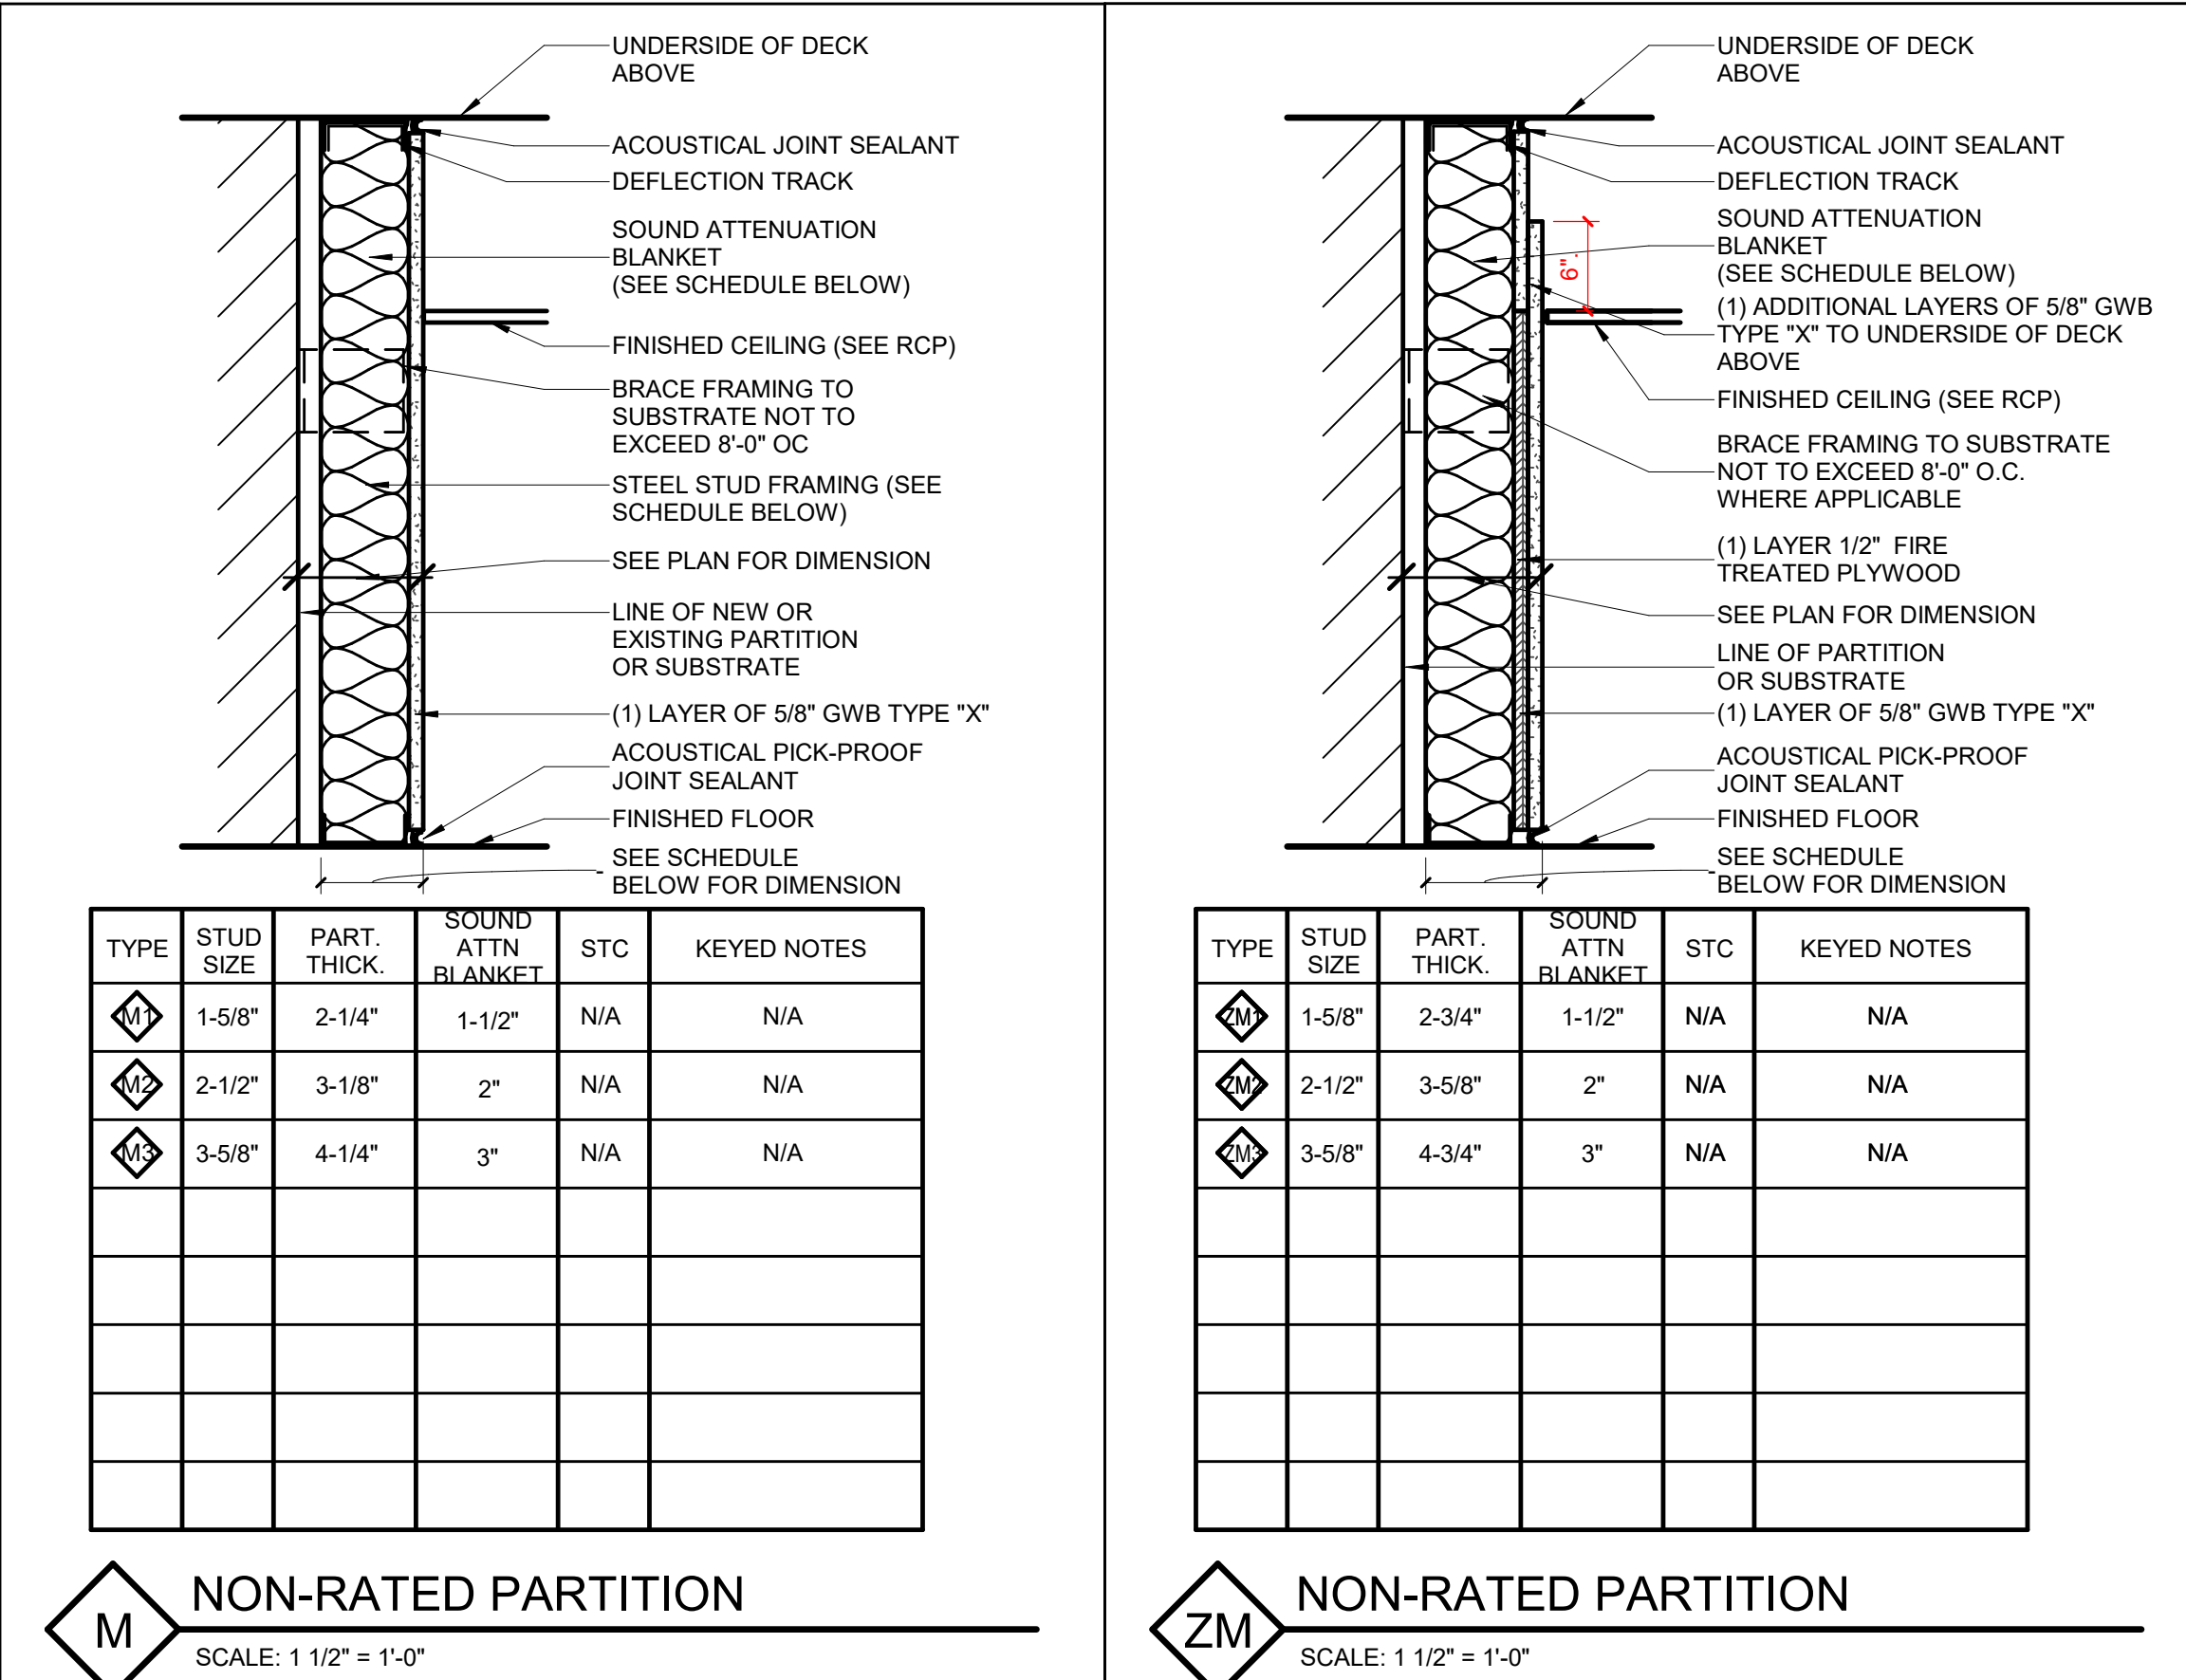 UNDERSIDE OF DECK
ABOVE
ACOUSTICAL JOINT SEALANT
DEFLECTION TRACK
SOUND ATTENUATION
BLANKET
(SEE SCHEDULE BELOW)
FINISHED CEILING (SEE RCP)
BRACE FRAMING TO
SUBSTRATE NOT TO
EXCEED 8'-0" OC
STEEL STUD FRAMING (SEE
SCHEDULE BELOW)
SEE PLAN FOR DIMENSION
LINE OF NEW OR
EXISTING PARTITION
OR SUBSTRATE
(1) LAYER OF 5/8" GWB TYPE "X"
ACOUSTICAL PICK-PROOF
JOINT SEALANT
FINISHED FLOOR
SEE SCHEDULE
BELOW FOR DIMENSION
TYPE STUD SIZE PART. THICK. SOUND ATTN BLANKET STC KEYED NOTES
M1 1-5/8" 2-1/4" 1-1/2" N/A N/A
M2 2-1/2" 3-1/8" 2" N/A N/A
M3 3-5/8" 4-1/4" 3" N/A N/A
M NON-RATED PARTITION
SCALE: 1 1/2" = 1'-0"
UNDERSIDE OF DECK
ABOVE
ACOUSTICAL JOINT SEALANT
DEFLECTION TRACK
SOUND ATTENUATION
BLANKET
(SEE SCHEDULE BELOW)
6".
(1) ADDITIONAL LAYERS OF 5/8" GWB
TYPE "X" TO UNDERSIDE OF DECK
ABOVE
FINISHED CEILING (SEE RCP)
BRACE FRAMING TO SUBSTRATE
NOT TO EXCEED 8'-0" O.C.
WHERE APPLICABLE
(1) LAYER 1/2" FIRE
TREATED PLYWOOD
SEE PLAN FOR DIMENSION
LINE OF PARTITION
OR SUBSTRATE
(1) LAYER OF 5/8" GWB TYPE "X"
ACOUSTICAL PICK-PROOF
JOINT SEALANT
FINISHED FLOOR
SEE SCHEDULE
BELOW FOR DIMENSION
TYPE STUD SIZE PART. THICK. SOUND ATTN BLANKET STC KEYED NOTES
ZM1 1-5/8" 2-3/4" 1-1/2" N/A N/A
ZM2 2-1/2" 3-5/8" 2" N/A N/A
ZM3 3-5/8" 4-3/4" 3" N/A N/A
ZM NON-RATED PARTITION
SCALE: 1 1/2" = 1'-0"